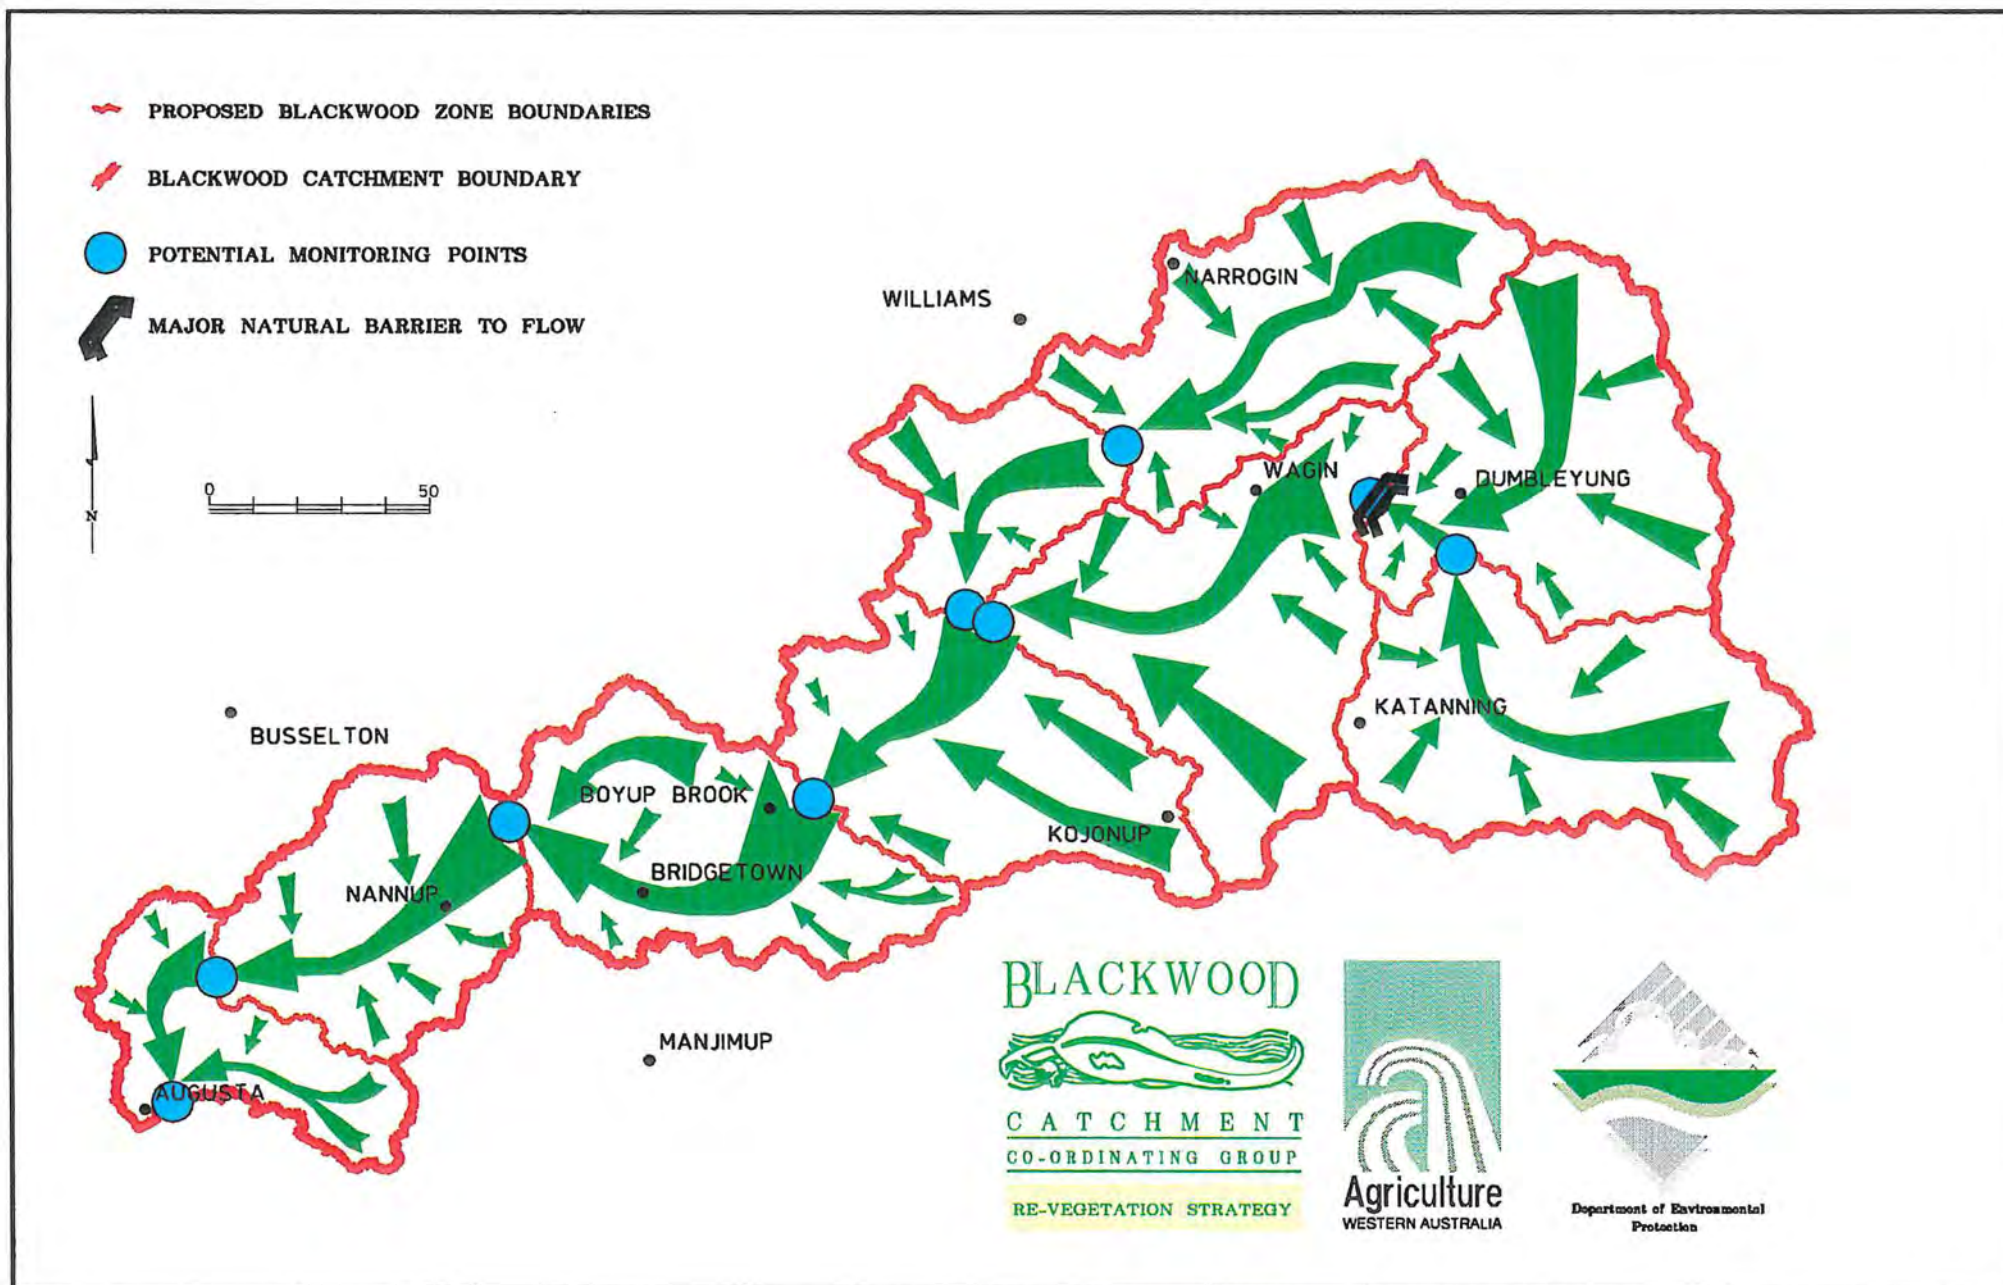 PROPOSED BLACKWOOD ZONE BOUNDARIES
BLACKWOOD CATCHMENT BOUNDARY
POTENTIAL MONITORING POINTS
MAJOR NATURAL BARRIER TO FLOW
N
0 50
WILLIAMS
NARROGIN
WAGIN
DUMBLEYUNG
KATANNING
BUSSELTON
BOYUP BROOK
KOJONUP
BRIDGETOWN
NANNUP
MANJIMUP
AUGUSTA
BLACKWOOD
CATCHMENT
CO-ORDINATING GROUP
RE-VEGETATION STRATEGY
Agriculture
WESTERN AUSTRALIA
Department of Environmental
Protection